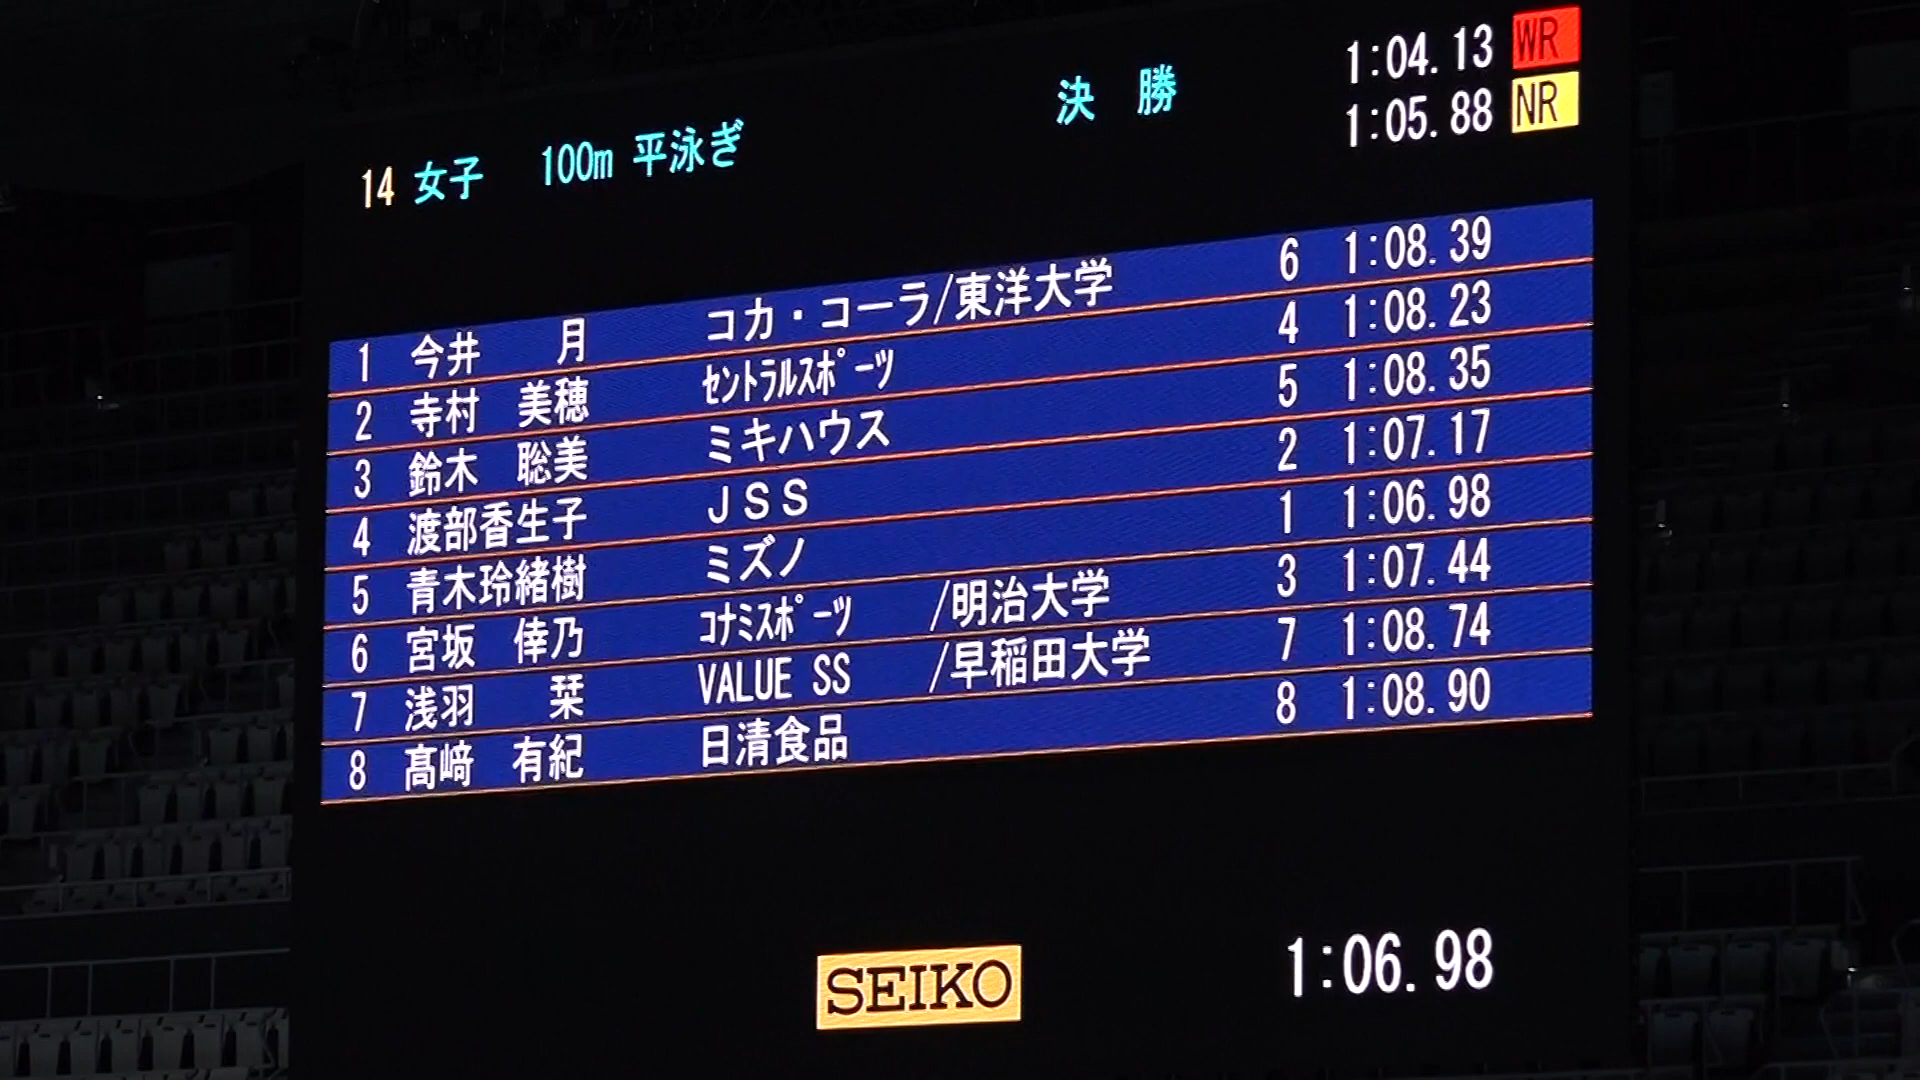 1:04.13 WR
14 女子 100m 平泳ぎ 決 勝 1:05.88 NR
1 今井 月 コカ・コーラ/東洋大学 6 1:08.39
2 寺村 美穂 セントラルスポーツ 4 1:08.23
3 鈴木 聡美 ミキハウス 5 1:08.35
4 渡部香生子 JSS 2 1:07.17
5 青木玲緒樹 ミズノ 1 1:06.98
6 宮坂 倖乃 コナミスポーツ /明治大学 3 1:07.44
7 浅羽 栞 VALUE SS /早稲田大学 7 1:08.74
8 髙﨑 有紀 日清食品 8 1:08.90
SEIKO 1:06.98